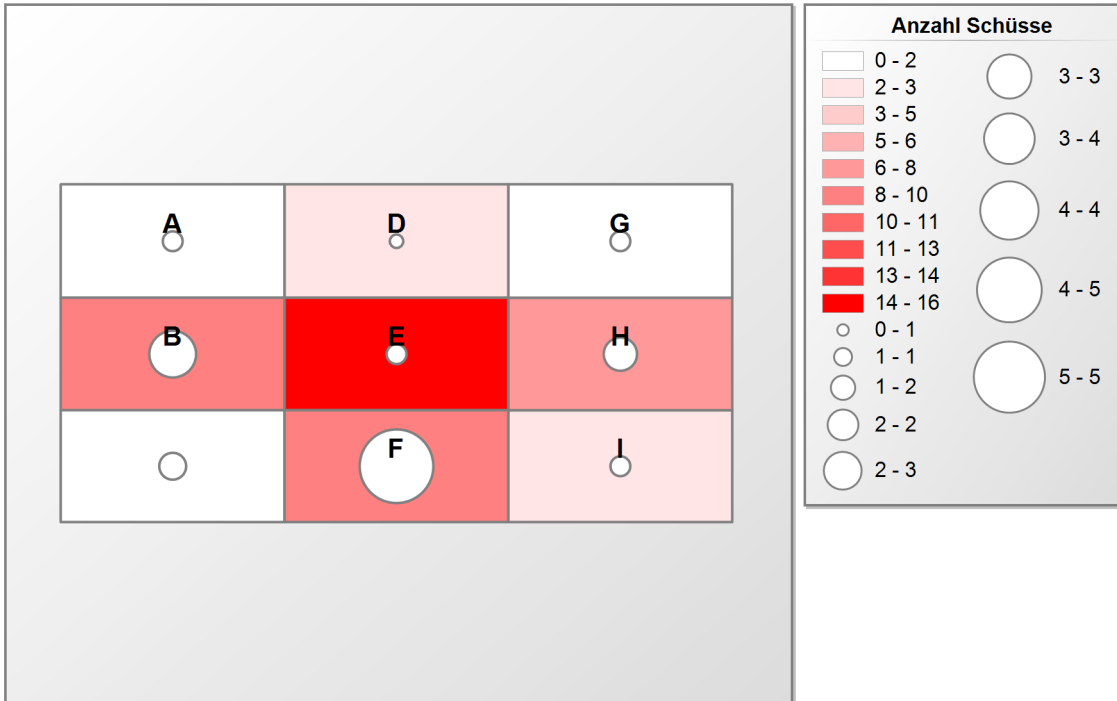 A
D
G
B
E
H
F
I
Anzahl Schüsse
0 - 2
2 - 3
3 - 5
5 - 6
6 - 8
8 - 10
10 - 11
11 - 13
13 - 14
14 - 16
0 - 1
1 - 1
1 - 2
2 - 2
2 - 3
3 - 3
3 - 4
4 - 4
4 - 5
5 - 5